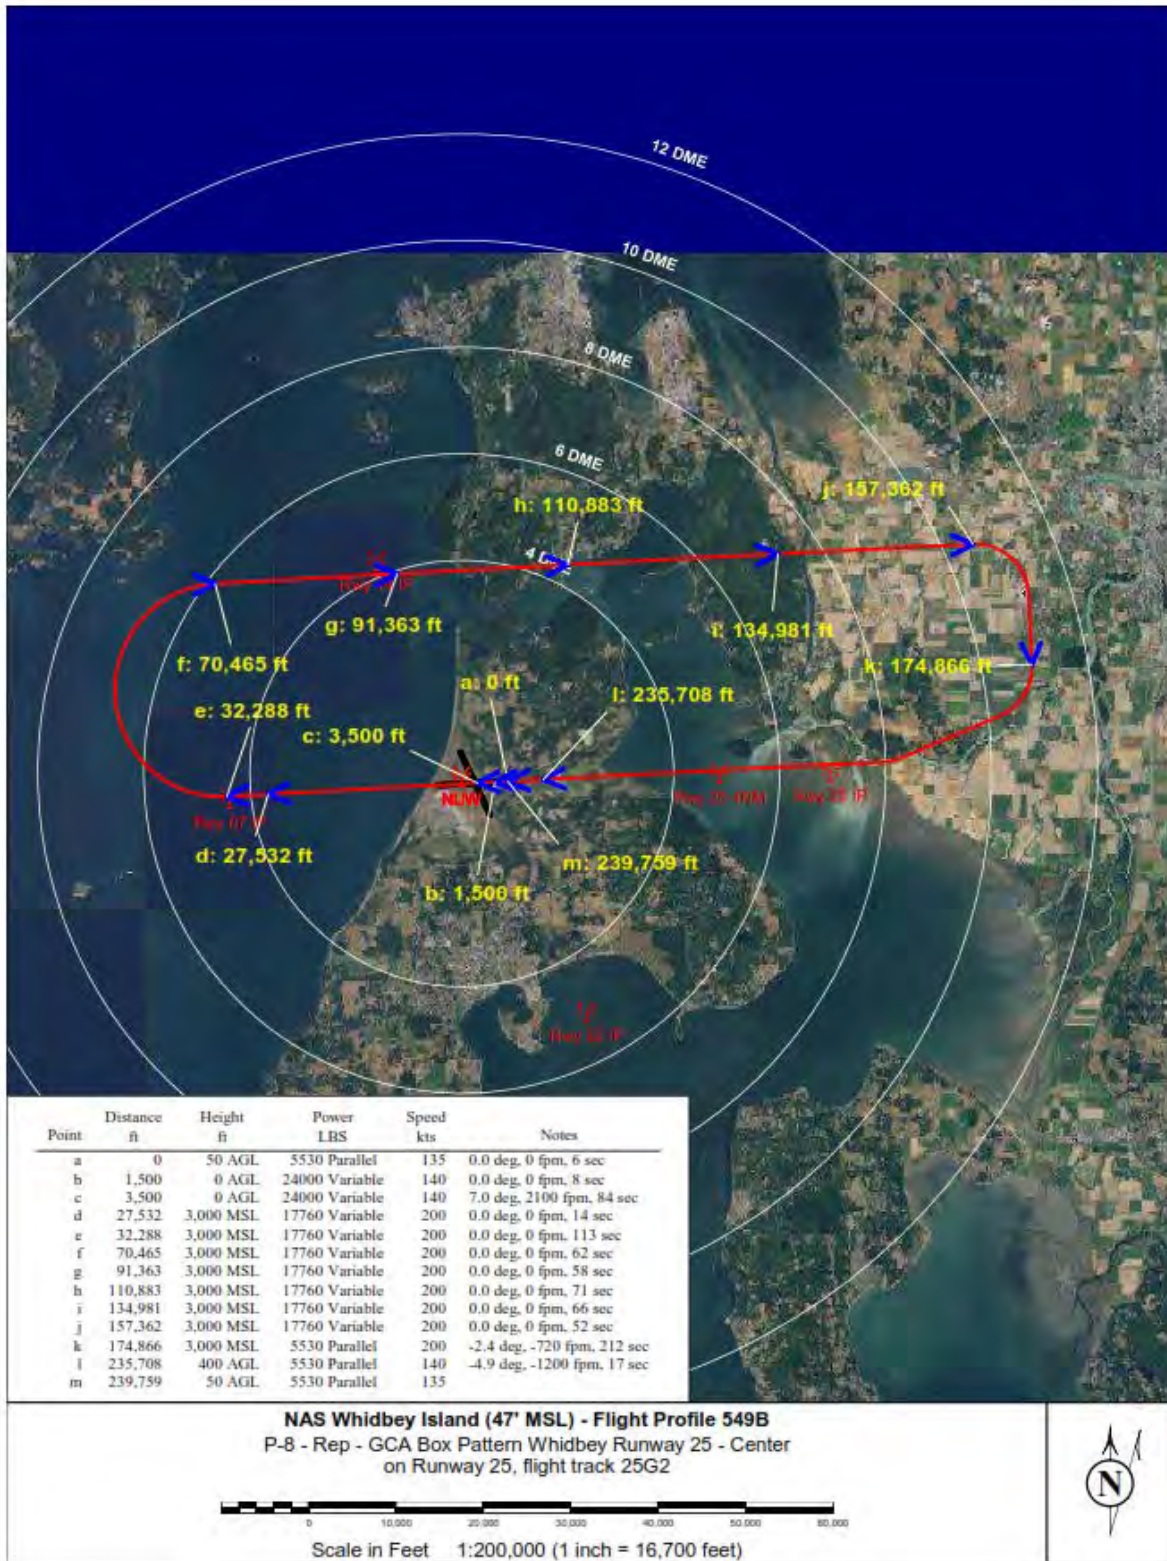 12 DME
10 DME
8 DME
6 DME
h: 110,883 ft
j: 157,362 ft
g: 91,363 ft
i: 134,981 ft
f: 70,465 ft
k: 174,866 ft
a: 0 ft
l: 235,708 ft
e: 32,288 ft
c: 3,500 ft
NUW
Rwy 07 IF
d: 27,532 ft
m: 239,759 ft
b: 1,500 ft
Distance Height Power Speed
Point ft ft LBS kts Notes
a 0 50 AGL 5530 Parallel 135 0.0 deg, 0 fpm, 6 sec
b 1,500 0 AGL 24000 Variable 140 0.0 deg, 0 fpm, 8 sec
c 3,500 0 AGL 24000 Variable 140 7.0 deg, 2100 fpm, 84 sec
d 27,532 3,000 MSL 17760 Variable 200 0.0 deg, 0 fpm, 14 sec
e 32,288 3,000 MSL 17760 Variable 200 0.0 deg, 0 fpm, 113 sec
f 70,465 3,000 MSL 17760 Variable 200 0.0 deg, 0 fpm, 62 sec
g 91,363 3,000 MSL 17760 Variable 200 0.0 deg, 0 fpm, 58 sec
h 110,883 3,000 MSL 17760 Variable 200 0.0 deg, 0 fpm, 71 sec
i 134,981 3,000 MSL 17760 Variable 200 0.0 deg, 0 fpm, 66 sec
j 157,362 3,000 MSL 17760 Variable 200 0.0 deg, 0 fpm, 52 sec
k 174,866 3,000 MSL 5530 Parallel 200 -2.4 deg, -720 fpm, 212 sec
l 235,708 400 AGL 5530 Parallel 140 -4.9 deg, -1200 fpm, 17 sec
m 239,759 50 AGL 5530 Parallel 135
NAS Whidbey Island (47' MSL) - Flight Profile 549B
P-8 - Rep - GCA Box Pattern Whidbey Runway 25 - Center
on Runway 25, flight track 25G2
0 10,000 20,000 30,000 40,000 50,000 60,000
Scale in Feet 1:200,000 (1 inch = 16,700 feet)
N